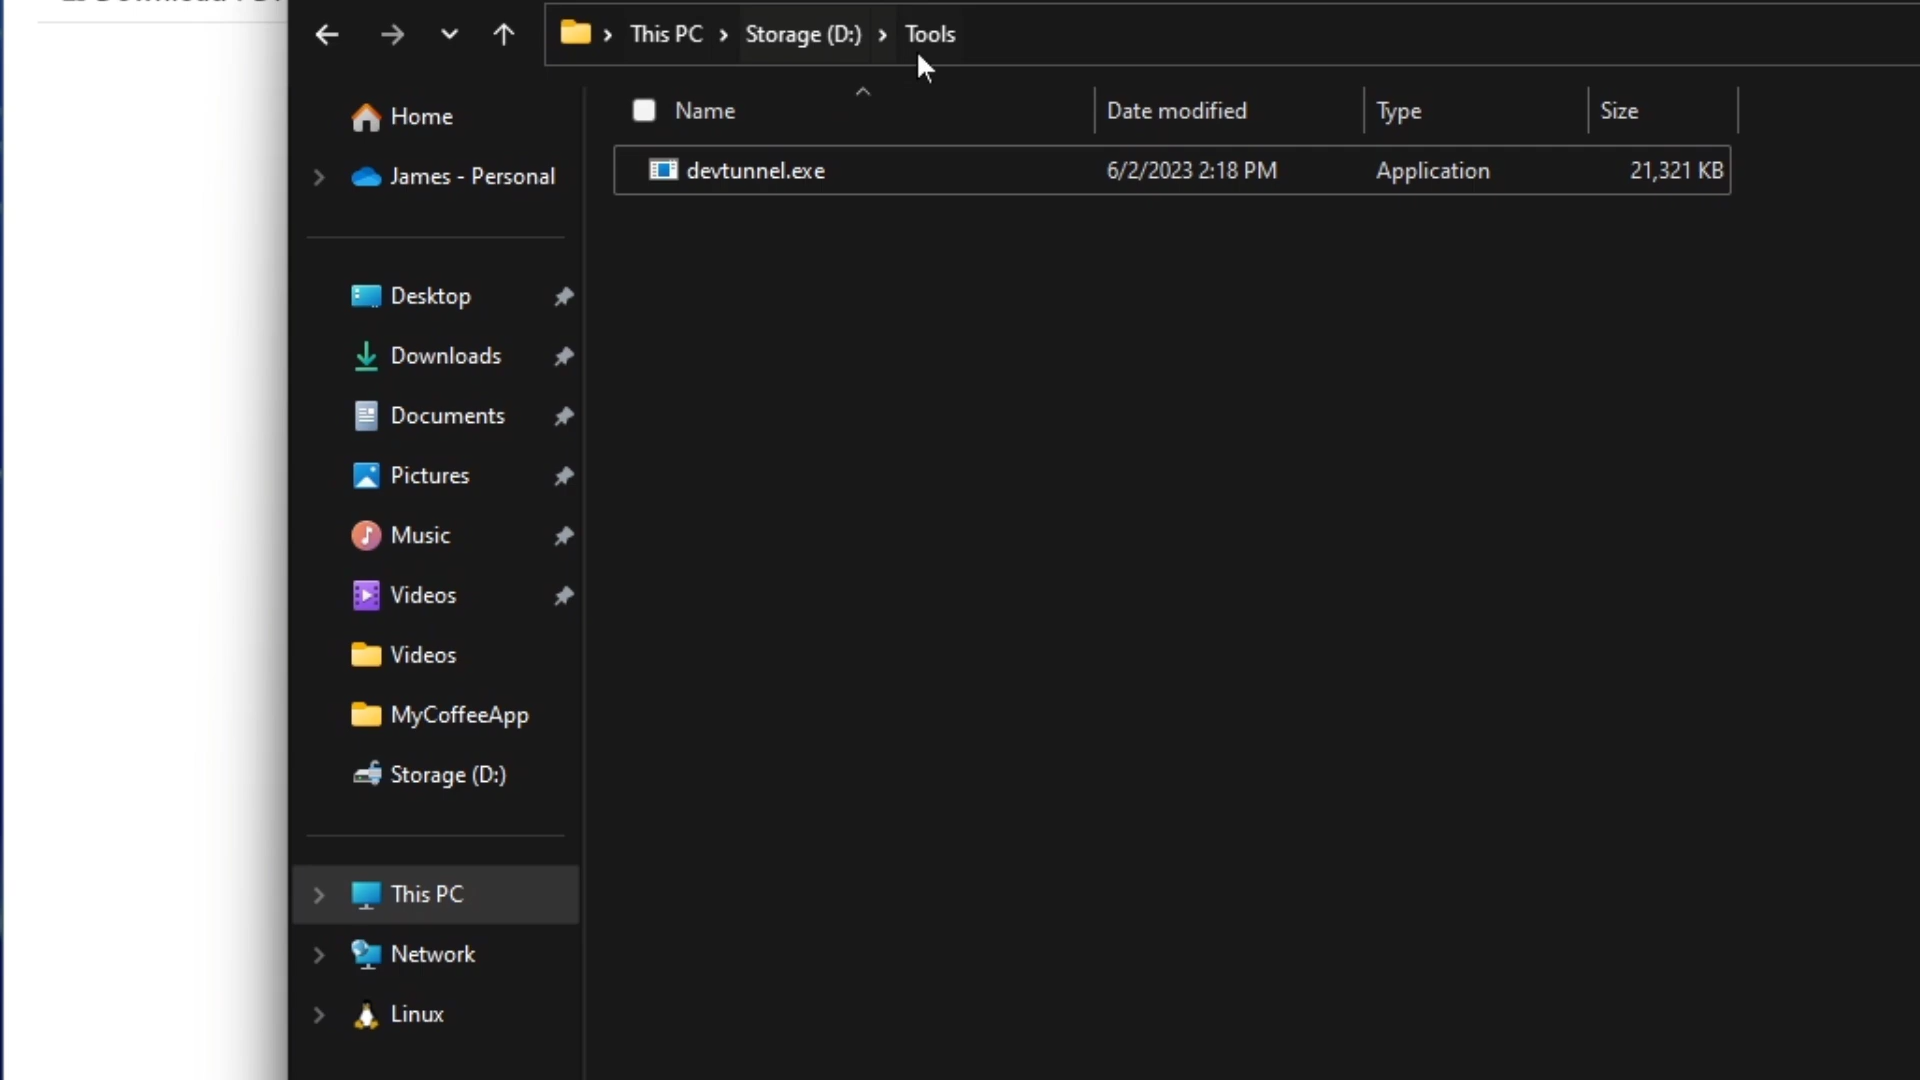 This PC > Storage (D:) > Tools
Name Date modified Type Size
devtunnel.exe 6/2/2023 2:18 PM Application 21,321 KB
Home
James - Personal
Desktop
Downloads
Documents
Pictures
Music
Videos
Videos
MyCoffeeApp
Storage (D:)
This PC
Network
Linux